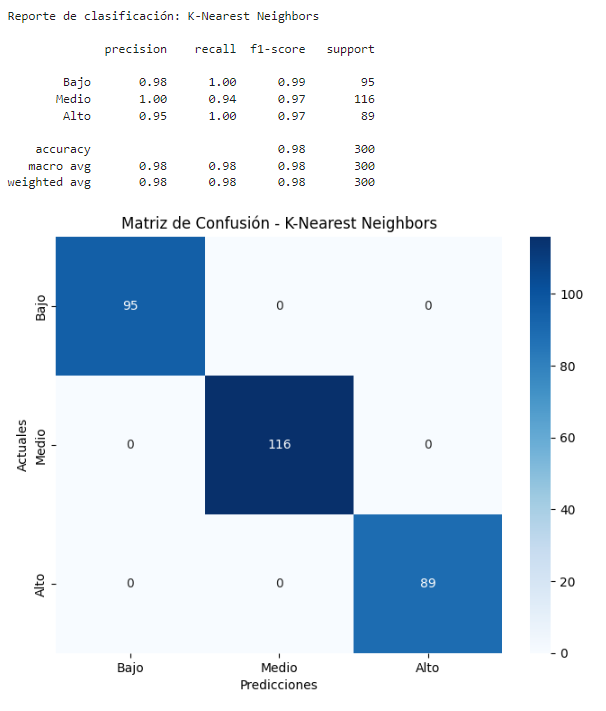 Reporte de clasificación: K-Nearest Neighbors
precision recall f1-score support
Bajo 0.98 1.00 0.99 95
Medio 1.00 0.94 0.97 116
Alto 0.95 1.00 0.97 89
accuracy 0.98 300
macro avg 0.98 0.98 0.98 300
weighted avg 0.98 0.98 0.98 300
Matriz de Confusión - K-Nearest Neighbors
Bajo 95 0 0
Medio 0 116 0
Alto 0 0 89
Actuales
Bajo Medio Alto
Predicciones
100
80
60
40
20
0